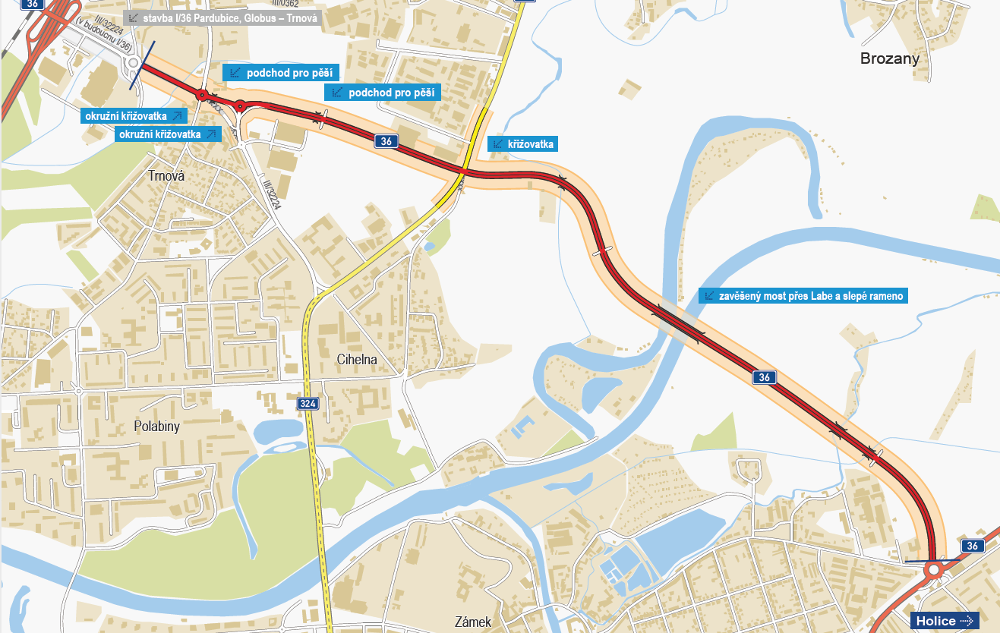 36
III/0362
stavba I/36 Pardubice, Globus – Trnová
III/32224
(v budoucnu I/36)
Brozany
podchod pro pěší
podchod pro pěší
okružní křižovatka
okružní křižovatka
xxx
36
křižovatka
Trnová
xxx
III/32224
zavěšený most přes Labe a slepé rameno
Cihelna
36
324
Polabiny
36
Holice
Zámek